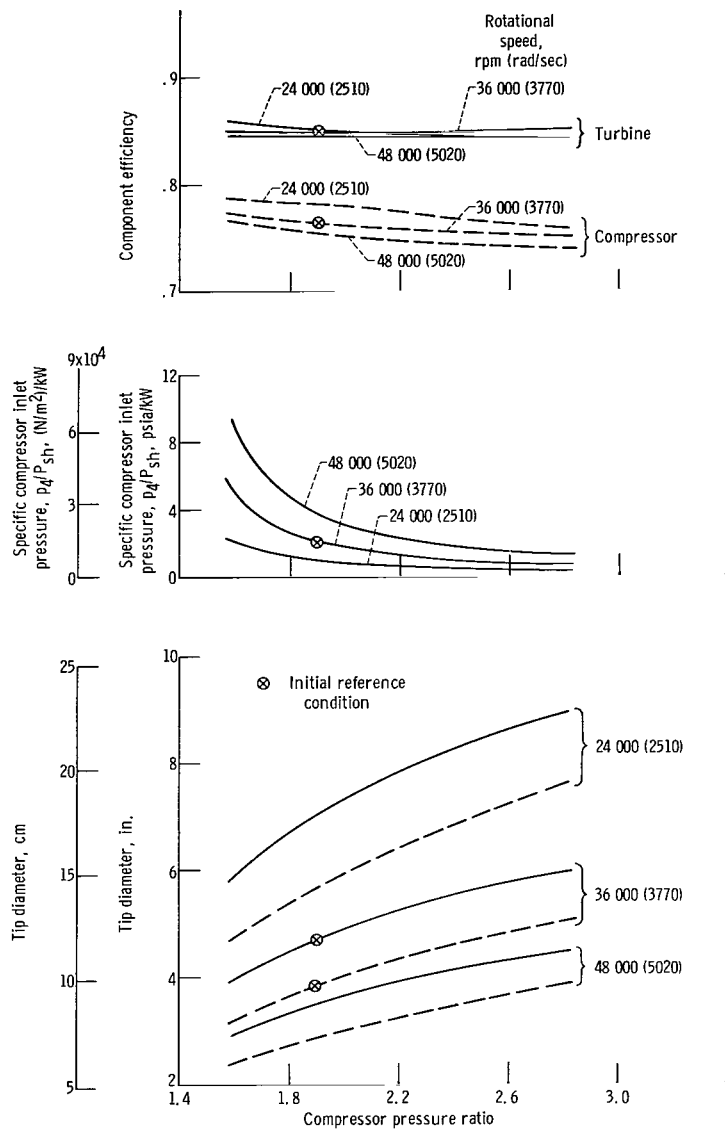 Rotational
speed,
rpm (rad/sec)
.9
24 000 (2510)
36 000 (3770)
Turbine
48 000 (5020)
Component efficiency
.8
24 000 (2510)
36 000 (3770)
Compressor
48 000 (5020)
.7
Specific compressor inlet
pressure, p4/Psh, (N/m2)/kW
9x10^4
6
3
0
Specific compressor inlet
pressure, p4/Psh, psia/kW
12
8
4
0
48 000 (5020)
36 000 (3770)
24 000 (2510)
Tip diameter, cm
25
20
15
10
5
Tip diameter, in.
10
8
6
4
2
Initial reference
condition
24 000 (2510)
36 000 (3770)
48 000 (5020)
1.4
1.8
2.2
2.6
3.0
Compressor pressure ratio